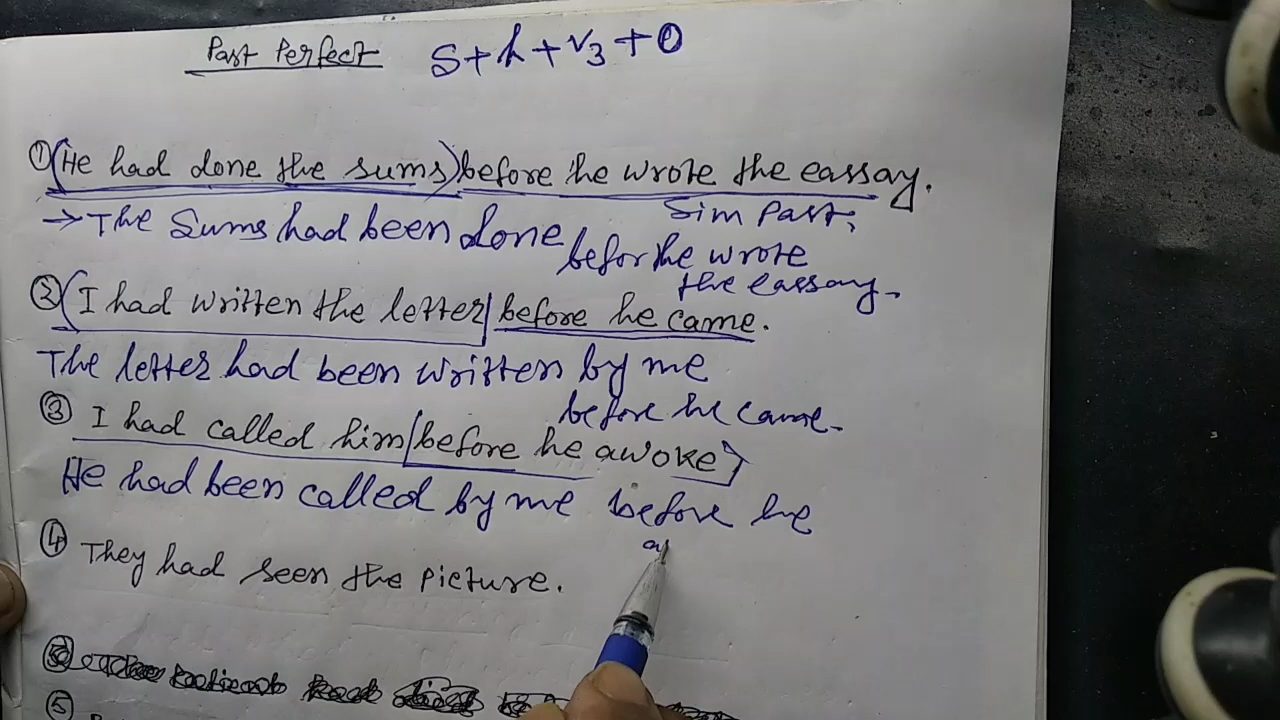 Past Perfect S+h+V3+O
① (He had done the sums) before he wrote the eassay.
Sim Past,
→ The Sums had been done
befor he wrote
the eassay.
② (I had written the letter| before he came.
The letter had been written by me
before he came.
③ I had called him/before he awoke)
He had been called by me before he
④ They had seen the picture.
⑤